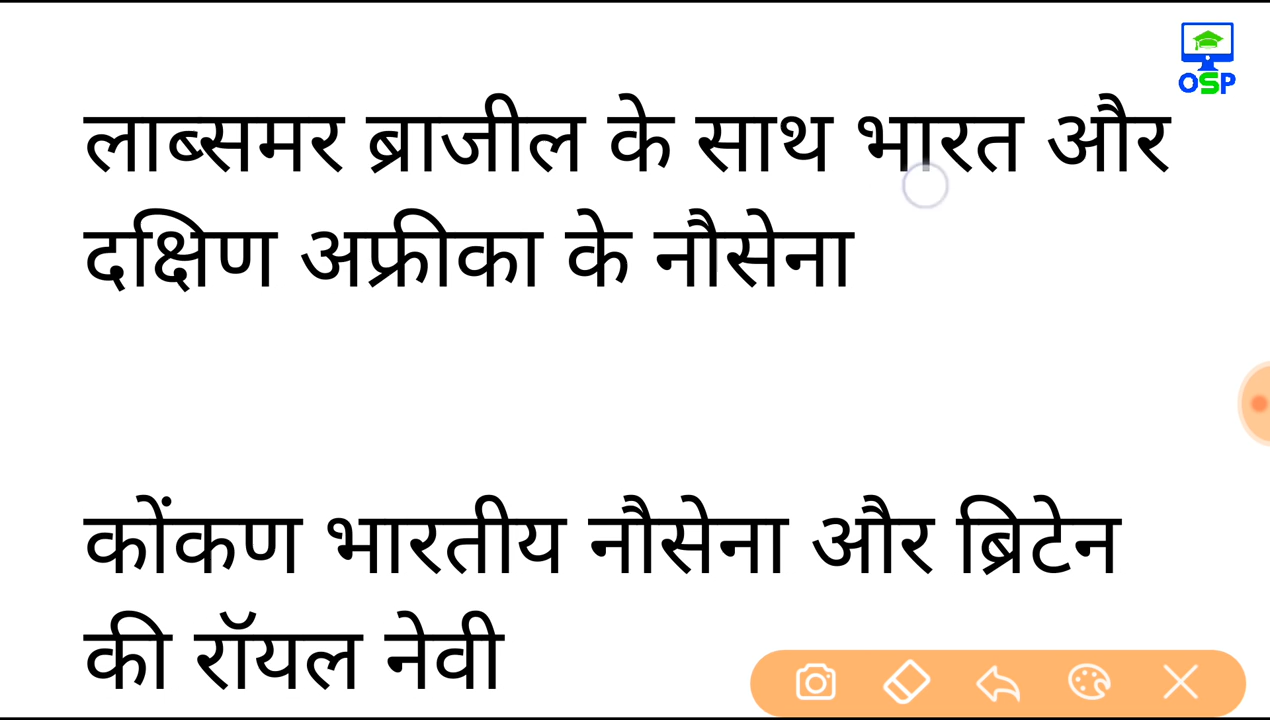 OSP
लाब्समर ब्राजील के साथ भारत और
दक्षिण अफ्रीका के नौसेना
कोंकण भारतीय नौसेना और ब्रिटेन
की रॉयल नेवी